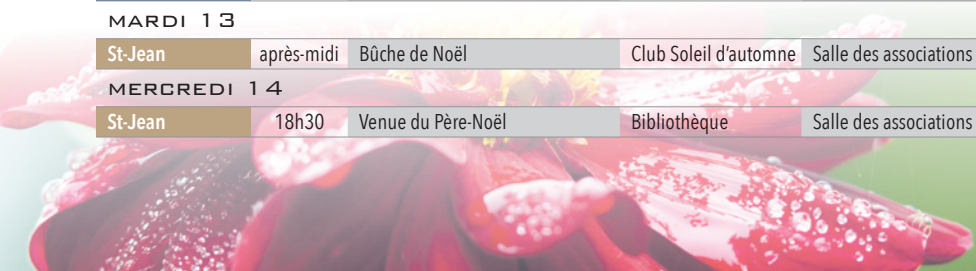 MARDI 13
St-Jean après-midi Bûche de Noël Club Soleil d'automne Salle des associations
MERCREDI 14
St-Jean 18h30 Venue du Père-Noël Bibliothèque Salle des associations